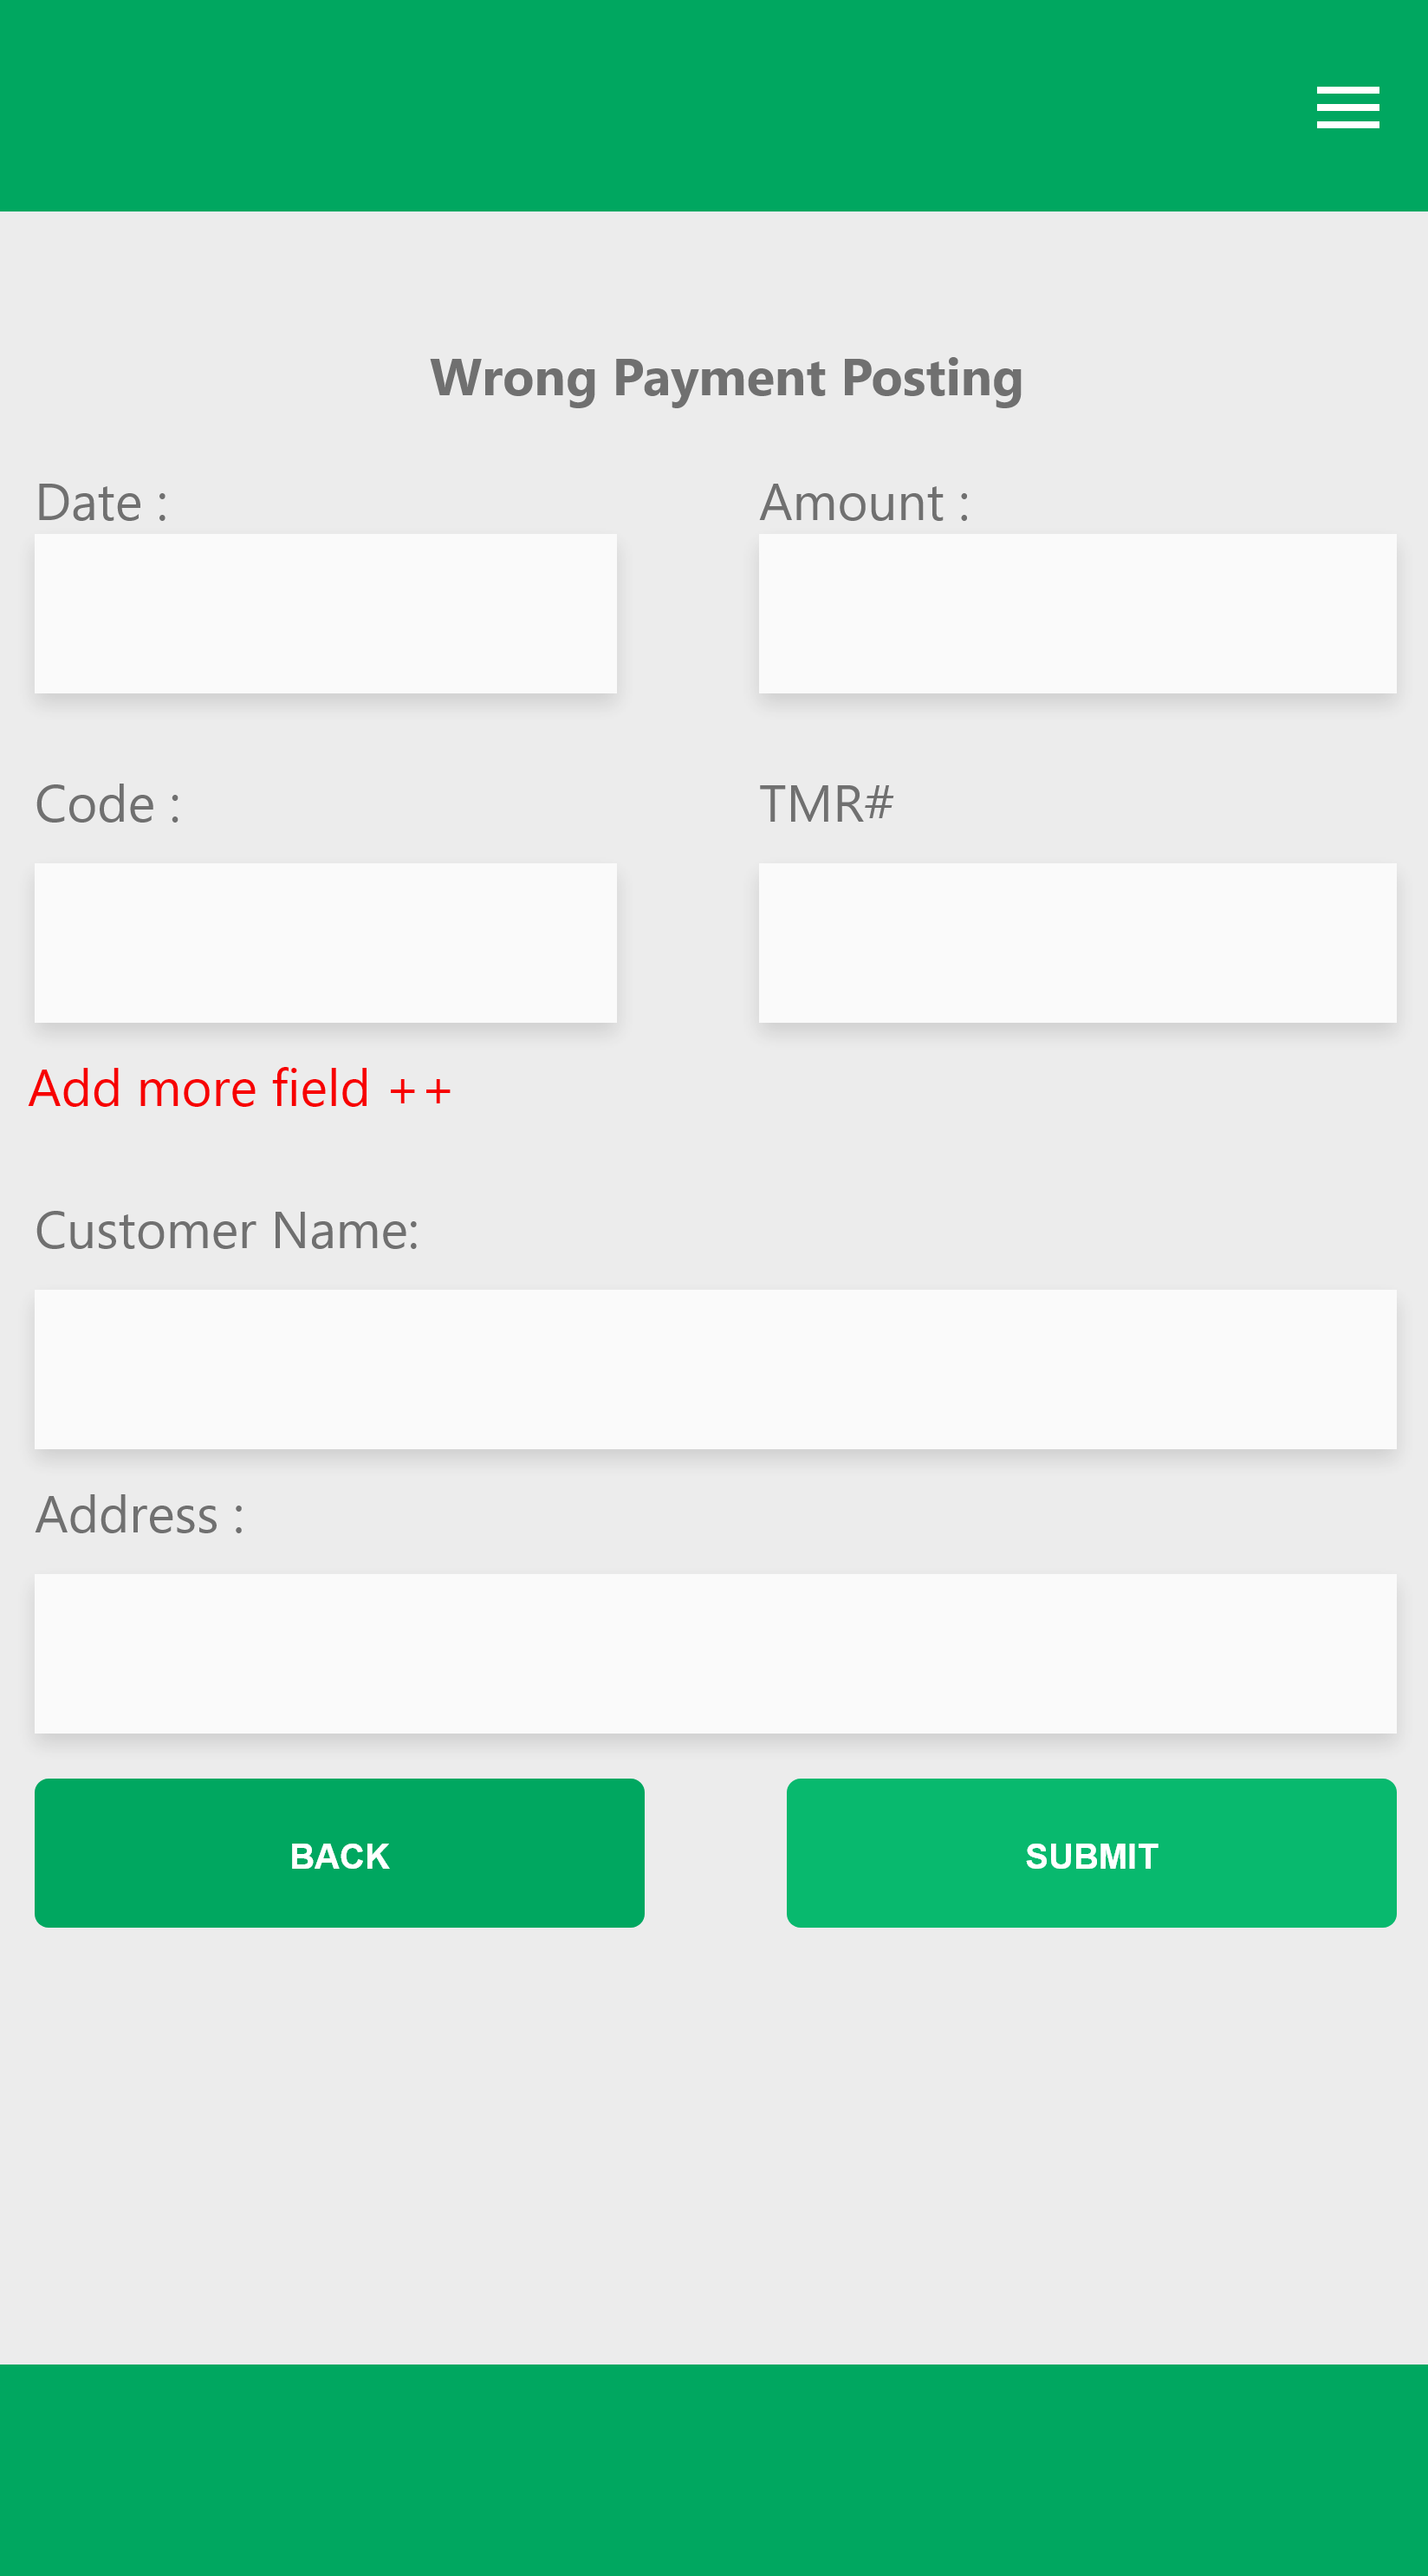 Wrong Payment Posting
Date :
Amount :
Code :
TMR#
Add more field ++
Customer Name:
Address :
BACK
SUBMIT